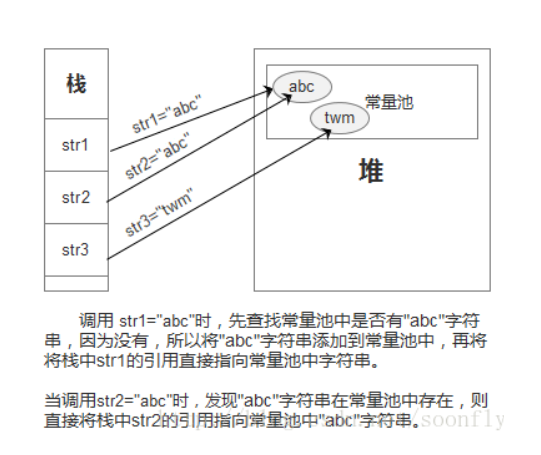 栈
str1
str2
str3
str1="abc"
str2="abc"
str3="twm"
abc
twm
常量池
堆
调用 str1="abc"时，先查找常量池中是否有"abc"字符
串，因为没有，所以将"abc"字符串添加到常量池中，再将
将栈中str1的引用直接指向常量池中字符串。
当调用str2="abc"时，发现"abc"字符串在常量池中存在，则
直接将栈中str2的引用指向常量池中"abc"字符串。